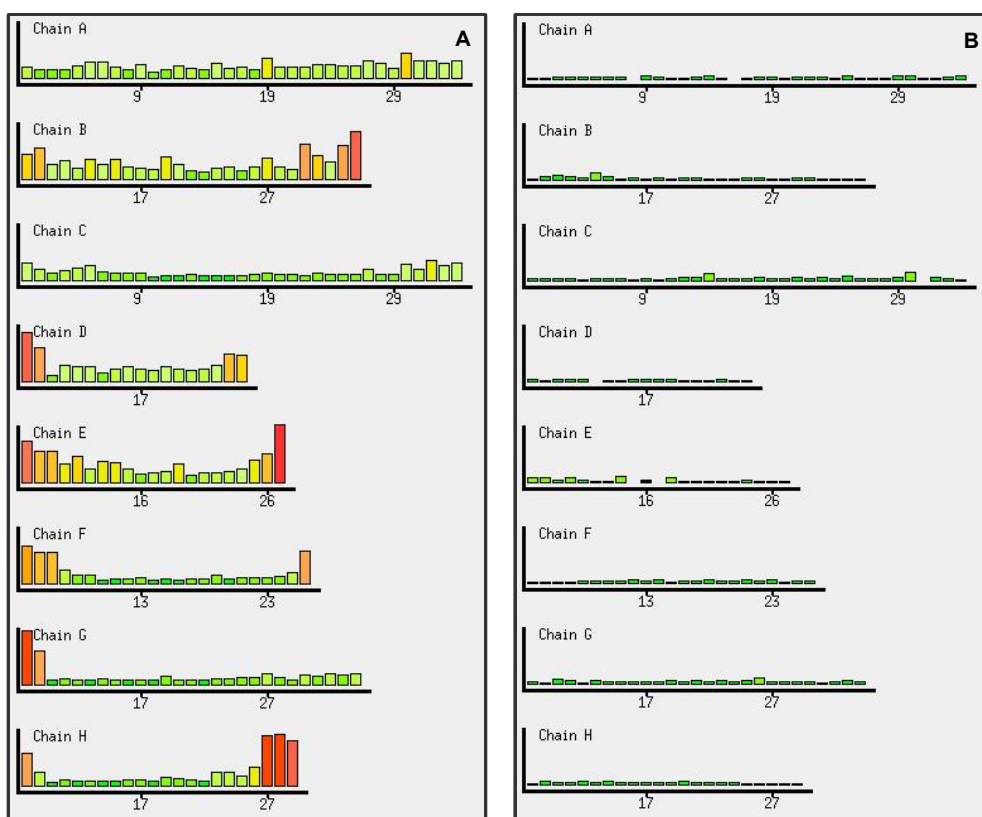 Chain A
A
9 19 29
Chain B
17 27
Chain C
9 19 29
Chain D
17
Chain E
16 26
Chain F
13 23
Chain G
17 27
Chain H
17 27
Chain A
B
9 19 29
Chain B
17 27
Chain C
9 19 29
Chain D
17
Chain E
16 26
Chain F
13 23
Chain G
17 27
Chain H
17 27